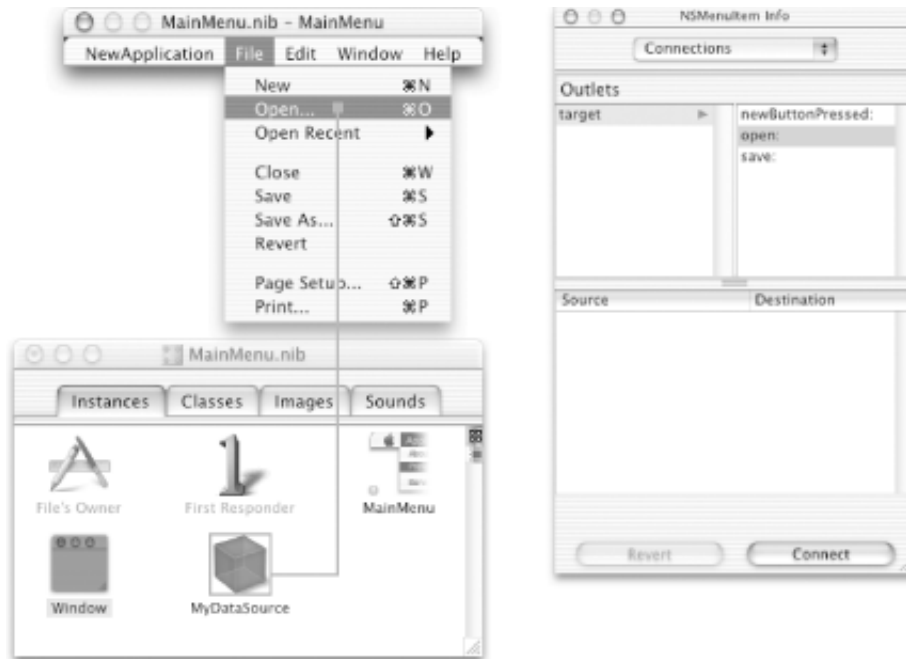 MainMenu.nib - MainMenu
NewApplication File Edit Window Help
New ⌘N
Open... ⌘O
Open Recent
Close ⌘W
Save ⌘S
Save As... ⇧⌘S
Revert
Page Setup... ⇧⌘P
Print... ⌘P
MainMenu.nib
Instances Classes Images Sounds
File's Owner First Responder MainMenu
Window MyDataSource
NSMenuItem Info
Connections
Outlets
target newButtonPressed:
open:
save:
Source Destination
Revert Connect